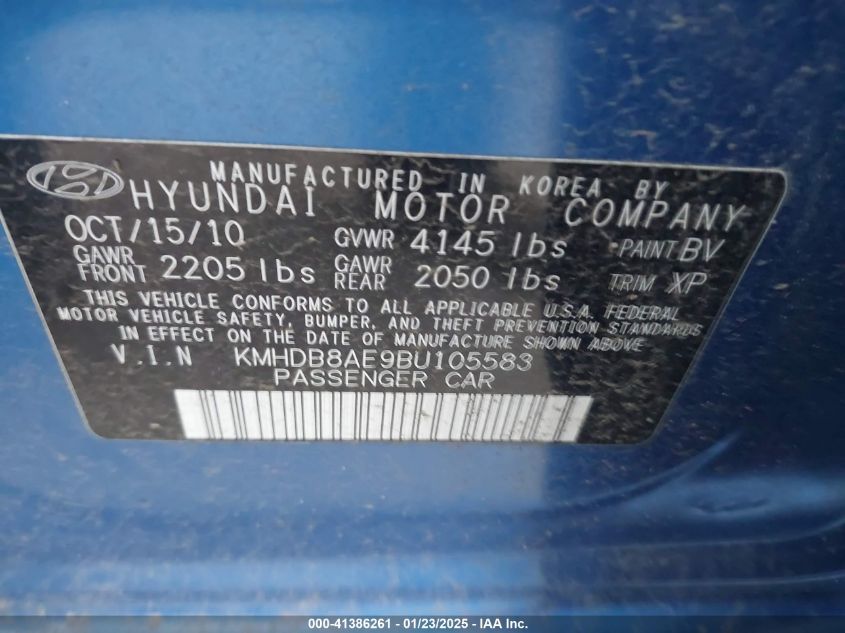 MANUFACTURED IN KOREA BY
HYUNDAI MOTOR COMPANY
OCT/15/10 GVWR 4145 lbs PAINT BV
GAWR FRONT 2205 lbs GAWR REAR 2050 lbs TRIM XP
THIS VEHICLE CONFORMS TO ALL APPLICABLE U.S.A. FEDERAL
MOTOR VEHICLE SAFETY, BUMPER, AND THEFT PREVENTION STANDARDS
IN EFFECT ON THE DATE OF MANUFACTURE SHOWN ABOVE.
V.I.N KMHDB8AE9BU105583
PASSENGER CAR
000-41386261 - 01/23/2025 - IAA Inc.